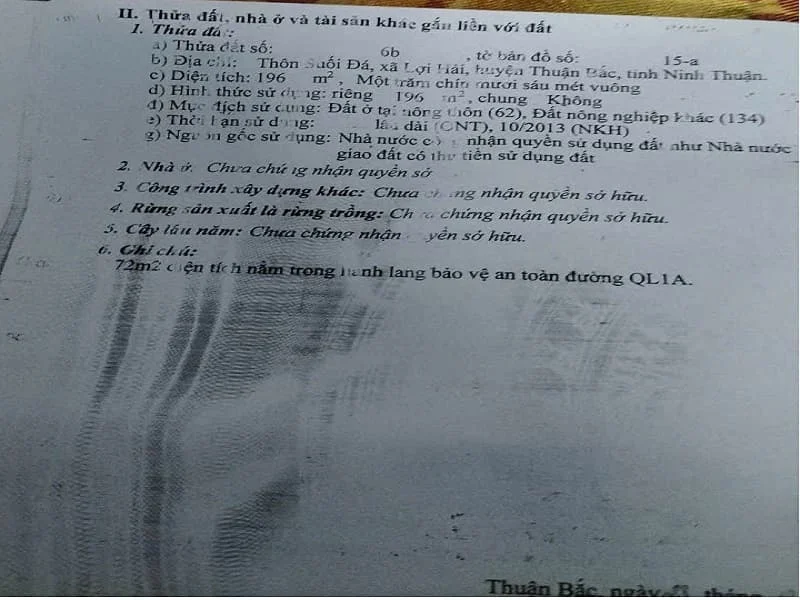 II. Thửa đất, nhà ở và tài sản khác gắn liền với đất
1. Thửa đất:
a) Thửa đất số: 6b , tờ bản đồ số: 15-a
b) Địa chỉ: Thôn Suối Đá, xã Lợi Hải, huyện Thuận Bắc, tỉnh Ninh Thuận.
c) Diện tích: 196 m², Một trăm chín mươi sáu mét vuông
d) Hình thức sử dụng: riêng 196 m², chung Không
đ) Mục địch sử dụng: Đất ở tại nông thôn (62), Đất nông nghiệp khác (134)
e) Thời hạn sử dụng: lâu dài (ONT), 10/2013 (NKH)
g) Nguồn gốc sử dụng: Nhà nước công nhận quyền sử dụng đất như Nhà nước
giao đất có thu tiền sử dụng đất
2. Nhà ở: Chưa chứng nhận quyền sở
3. Công trình xây dựng khác: Chưa chứng nhận quyền sở hữu.
4. Rừng sản xuất là rừng trồng: Chưa chứng nhận quyền sở hữu.
5. Cây lâu năm: Chưa chứng nhận quyền sở hữu.
6. Ghi chú:
72m2 diện tích nằm trong hành lang bảo vệ an toàn đường QL1A.
Thuận Bắc, ngày tháng